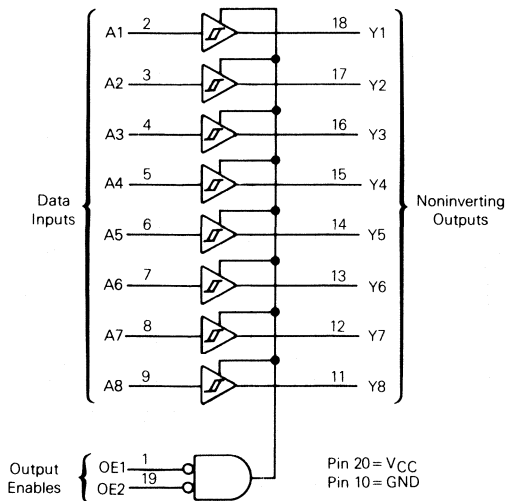 A1 2 18 Y1
A2 3 17 Y2
A3 4 16 Y3
A4 5 15 Y4
Data Inputs
Noninverting Outputs
A5 6 14 Y5
A6 7 13 Y6
A7 8 12 Y7
A8 9 11 Y8
Output Enables
OE1 1
OE2 19
Pin 20 = VCC
Pin 10 = GND